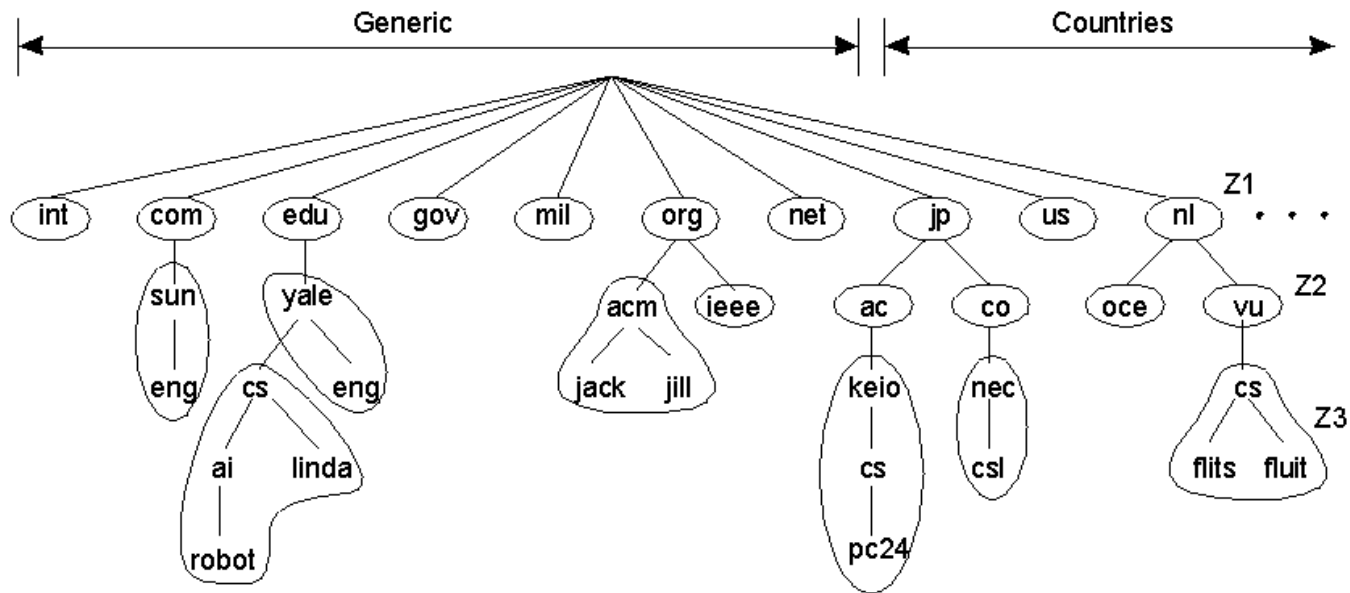 Generic Countries
Z1
int com edu gov mil org net jp us nl . . .
sun yale acm ieee ac co oce vu Z2
eng cs eng jack jill keio nec cs
Z3
ai linda cs csl flits fluit
robot pc24